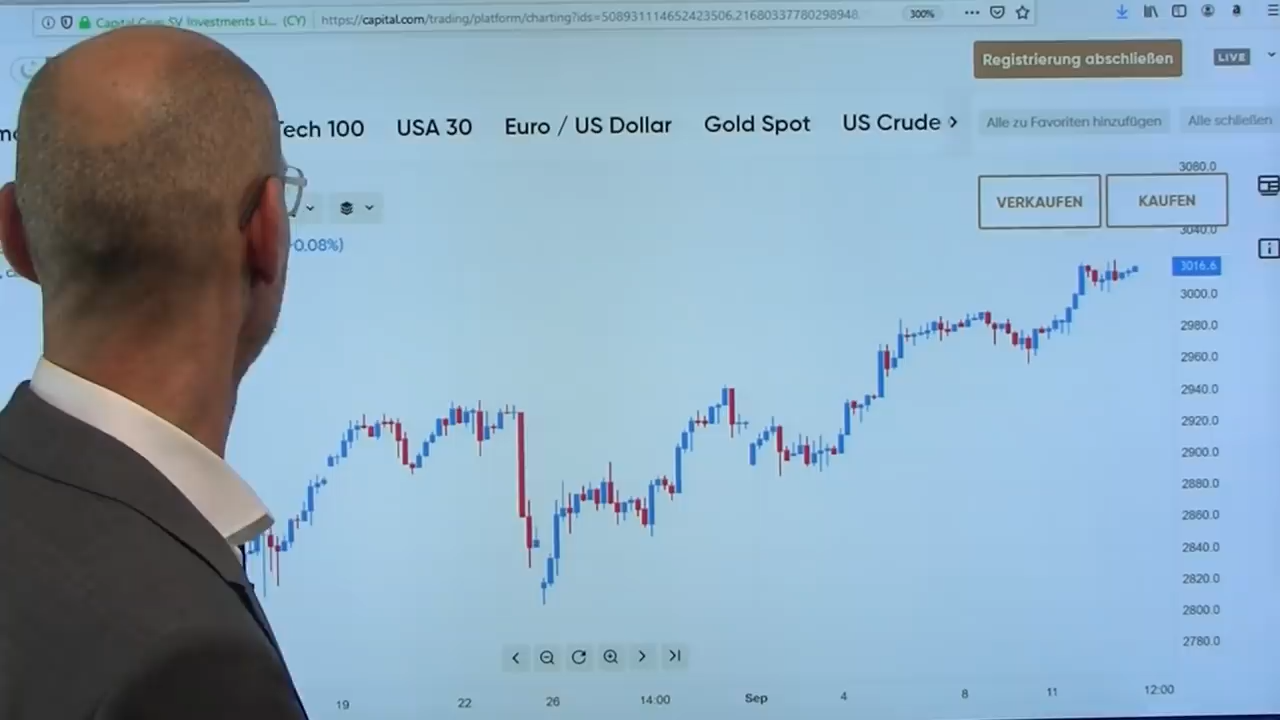 Capital Com SV Investments Li... (CY)
https://capital.com/trading/platform/charting?ids=508931114652423506,21680337780298948
300%
Registrierung abschließen
LIVE
Tech 100
USA 30
Euro / US Dollar
Gold Spot
US Crude
Alle zu Favoriten hinzufügen
Alle schließen
VERKAUFEN
KAUFEN
0.08%)
3080.0
3040.0
3016.6
3000.0
2980.0
2960.0
2940.0
2920.0
2900.0
2880.0
2860.0
2840.0
2820.0
2800.0
2780.0
19
22
26
14:00
Sep
4
8
11
12:00